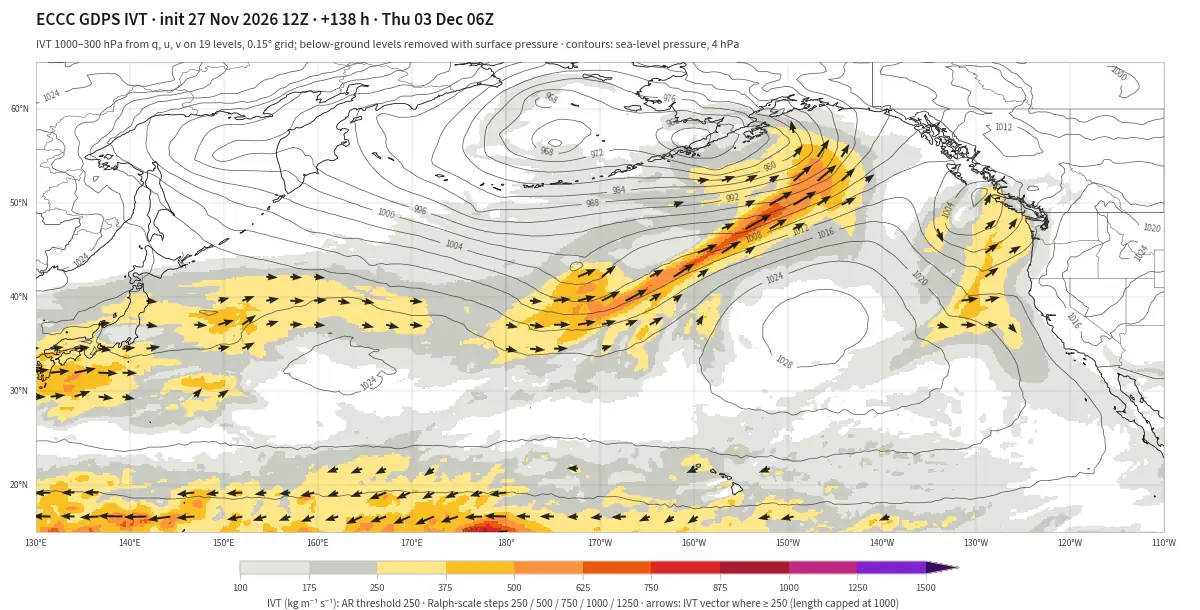 ECCC GDPS IVT · init 27 Nov 2026 12Z · +138 h · Thu 03 Dec 06Z
IVT 1000–300 hPa from q, u, v on 19 levels, 0.15° grid; below-ground levels removed with surface pressure · contours: sea-level pressure, 4 hPa
1024
968
976
1000
60°N
1012
968
972
980
984
50°N
988
992
1000
996
1004
1020
1004
1008
1012
1016
1024
1024
1024
1020
40°N
1016
1028
1024
30°N
20°N
130°E 140°E 150°E 160°E 170°E 180° 170°W 160°W 150°W 140°W 130°W 120°W 110°W
100 175 250 375 500 625 750 875 1000 1250 1500
IVT (kg m⁻¹ s⁻¹): AR threshold 250 · Ralph-scale steps 250 / 500 / 750 / 1000 / 1250 · arrows: IVT vector where ≥ 250 (length capped at 1000)